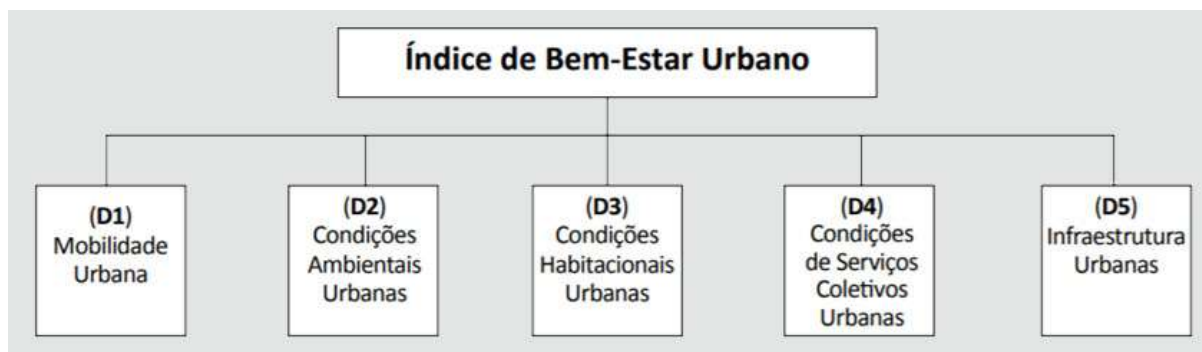 Índice de Bem-Estar Urbano
(D1)
Mobilidade
Urbana
(D2)
Condições
Ambientais
Urbanas
(D3)
Condições
Habitacionais
Urbanas
(D4)
Condições
de Serviços
Coletivos
Urbanas
(D5)
Infraestrutura
Urbanas